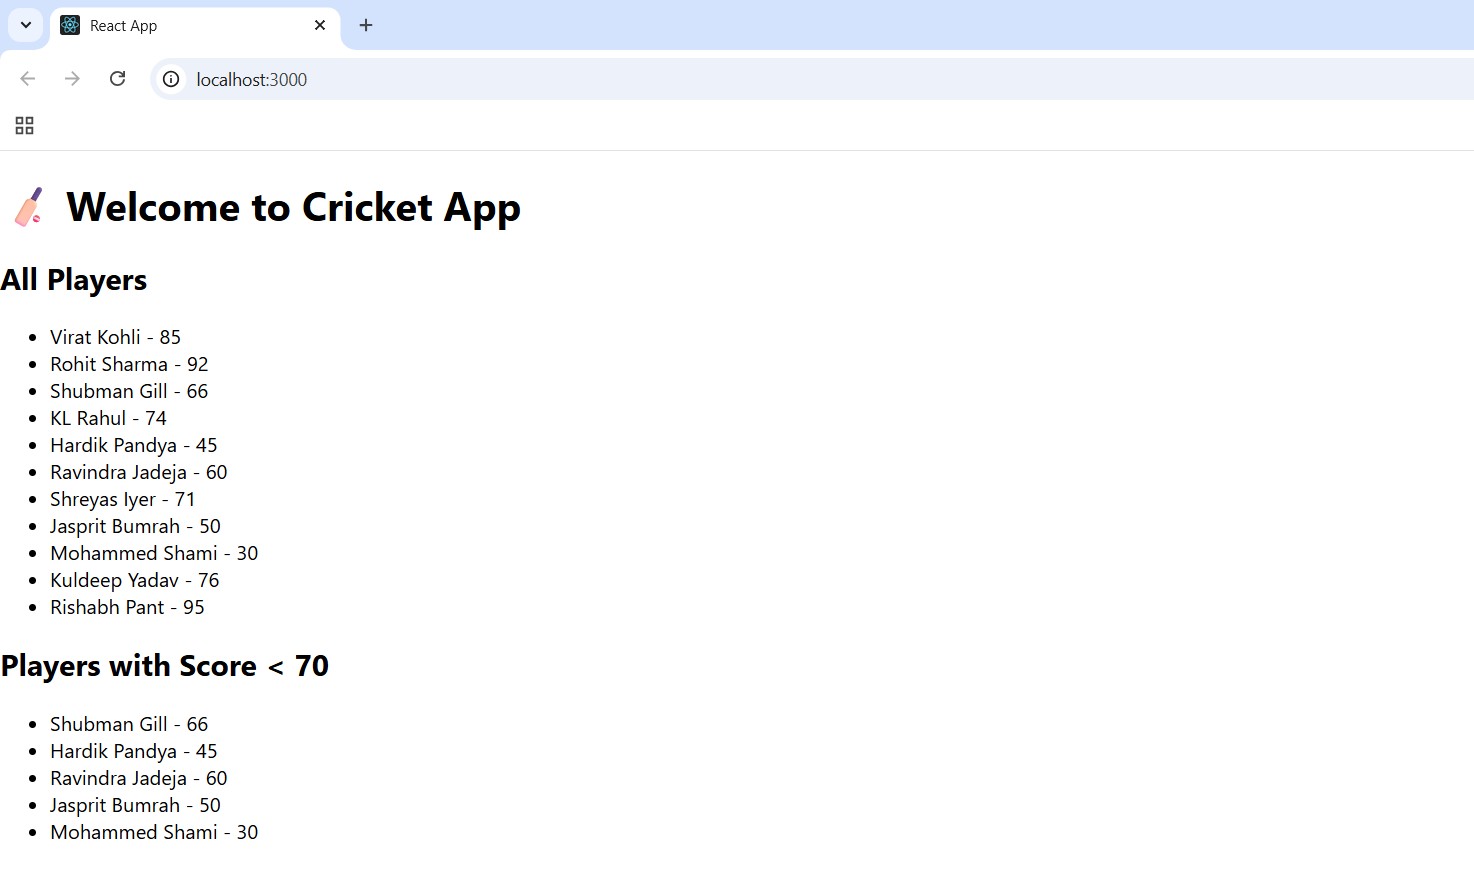 React App
localhost:3000
Welcome to Cricket App
All Players
Virat Kohli - 85
Rohit Sharma - 92
Shubman Gill - 66
KL Rahul - 74
Hardik Pandya - 45
Ravindra Jadeja - 60
Shreyas Iyer - 71
Jasprit Bumrah - 50
Mohammed Shami - 30
Kuldeep Yadav - 76
Rishabh Pant - 95
Players with Score < 70
Shubman Gill - 66
Hardik Pandya - 45
Ravindra Jadeja - 60
Jasprit Bumrah - 50
Mohammed Shami - 30